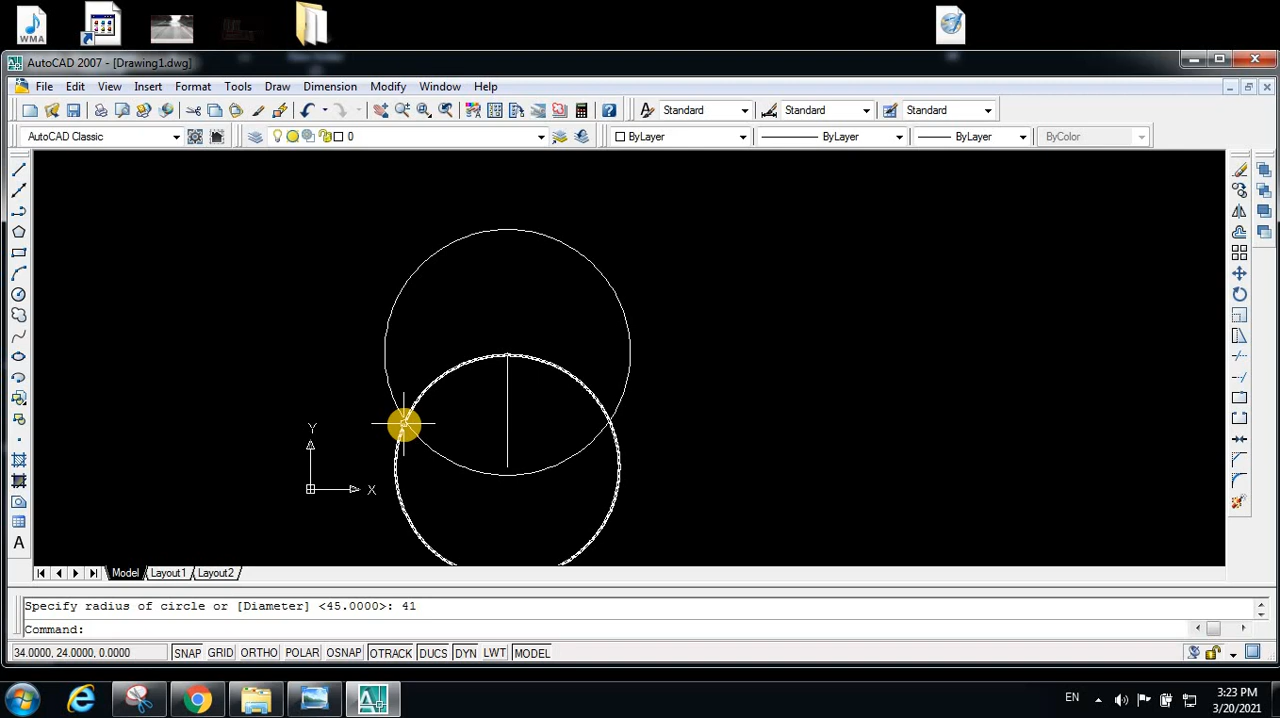 WMA
AutoCAD 2007 - [Drawing1.dwg]
File Edit View Insert Format Tools Draw Dimension Modify Window Help
Standard Standard Standard
AutoCAD Classic 0 ByLayer ByLayer ByLayer ByColor
Y
X
A
Model Layout1 Layout2
Specify radius of circle or [Diameter] <45.0000>: 41
Command:
34.0000, 24.0000, 0.0000 SNAP GRID ORTHO POLAR OSNAP OTRACK DUCS DYN LWT MODEL
EN 3:23 PM
3/20/2021